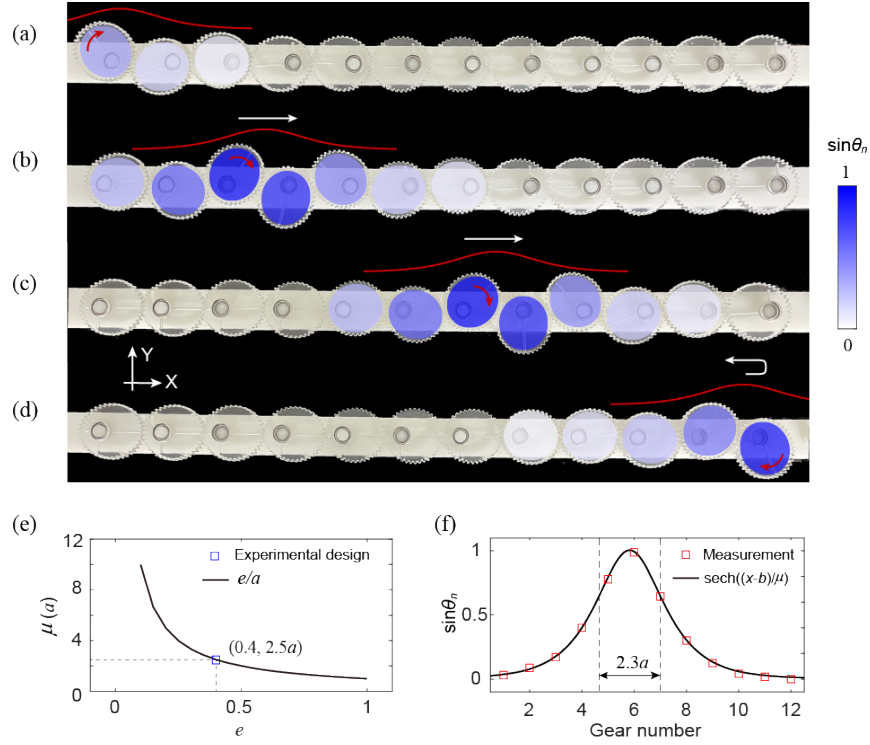 (a)
(b)
sinθn
1
0
(c)
Y
X
(d)
(e)
12
8
4
0
μ(a)
Experimental design
e/a
(0.4, 2.5a)
0
0.5
1
e
(f)
1
0.5
0
sinθn
Measurement
sech((x-b)/μ)
2.3a
2
4
6
8
10
12
Gear number